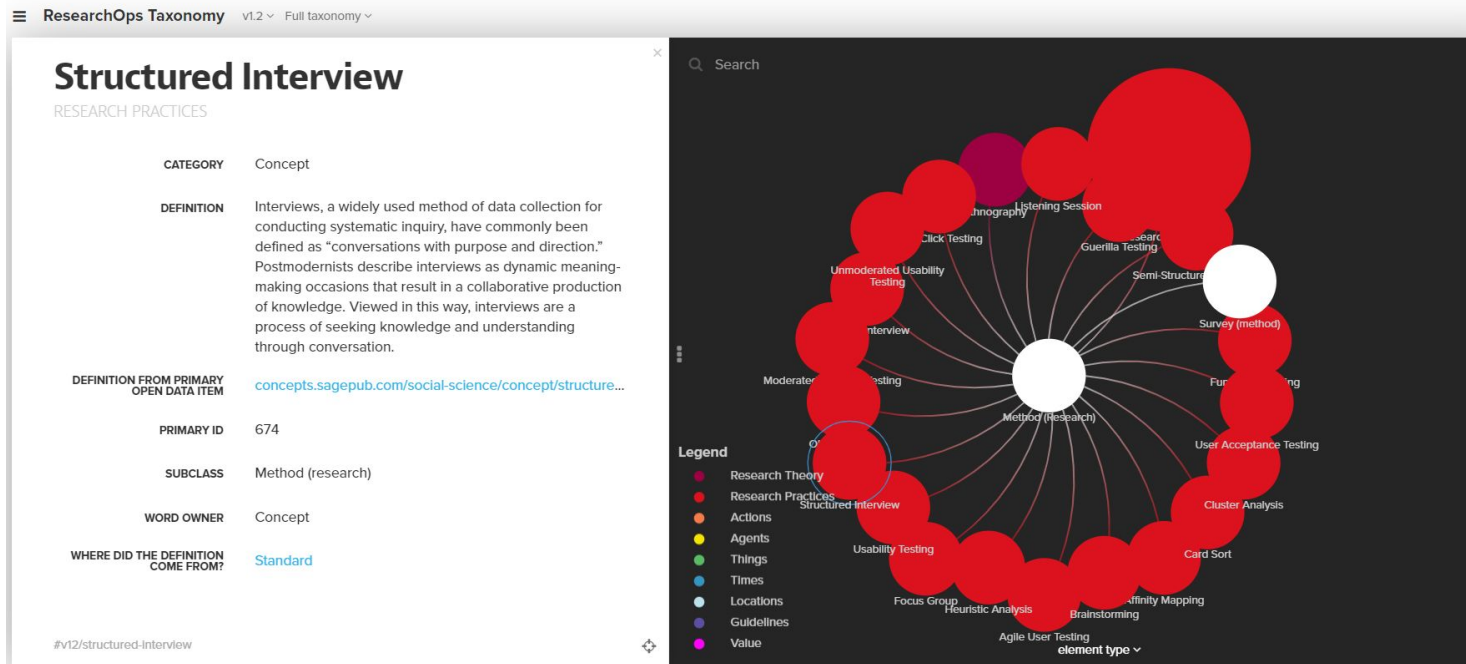 ResearchOps Taxonomy v1.2 Full taxonomy
Structured Interview
RESEARCH PRACTICES
CATEGORY Concept
DEFINITION Interviews, a widely used method of data collection for
conducting systematic inquiry, have commonly been
defined as “conversations with purpose and direction.”
Postmodernists describe interviews as dynamic meaning-
making occasions that result in a collaborative production
of knowledge. Viewed in this way, interviews are a
process of seeking knowledge and understanding
through conversation.
DEFINITION FROM PRIMARY
OPEN DATA ITEM concepts.sagepub.com/social-science/concept/structure...
PRIMARY ID 674
SUBCLASS Method (research)
WORD OWNER Concept
WHERE DID THE DEFINITION
COME FROM? Standard
#v12/structured-interview
Search
Listening Session
Click Testing
Guerilla Testing
Unmoderated Usability
Testing
Semi-Structure
Survey (method)
nterview
Moderated
esting
Method (Research)
User Acceptance Testing
Structured Interview
Cluster Analysis
Usability Testing
Card Sort
Focus Group
Heuristic Analysis
Affinity Mapping
Brainstorming
Agile User Testing
element type
Legend
Research Theory
Research Practices
Actions
Agents
Things
Times
Locations
Guidelines
Value